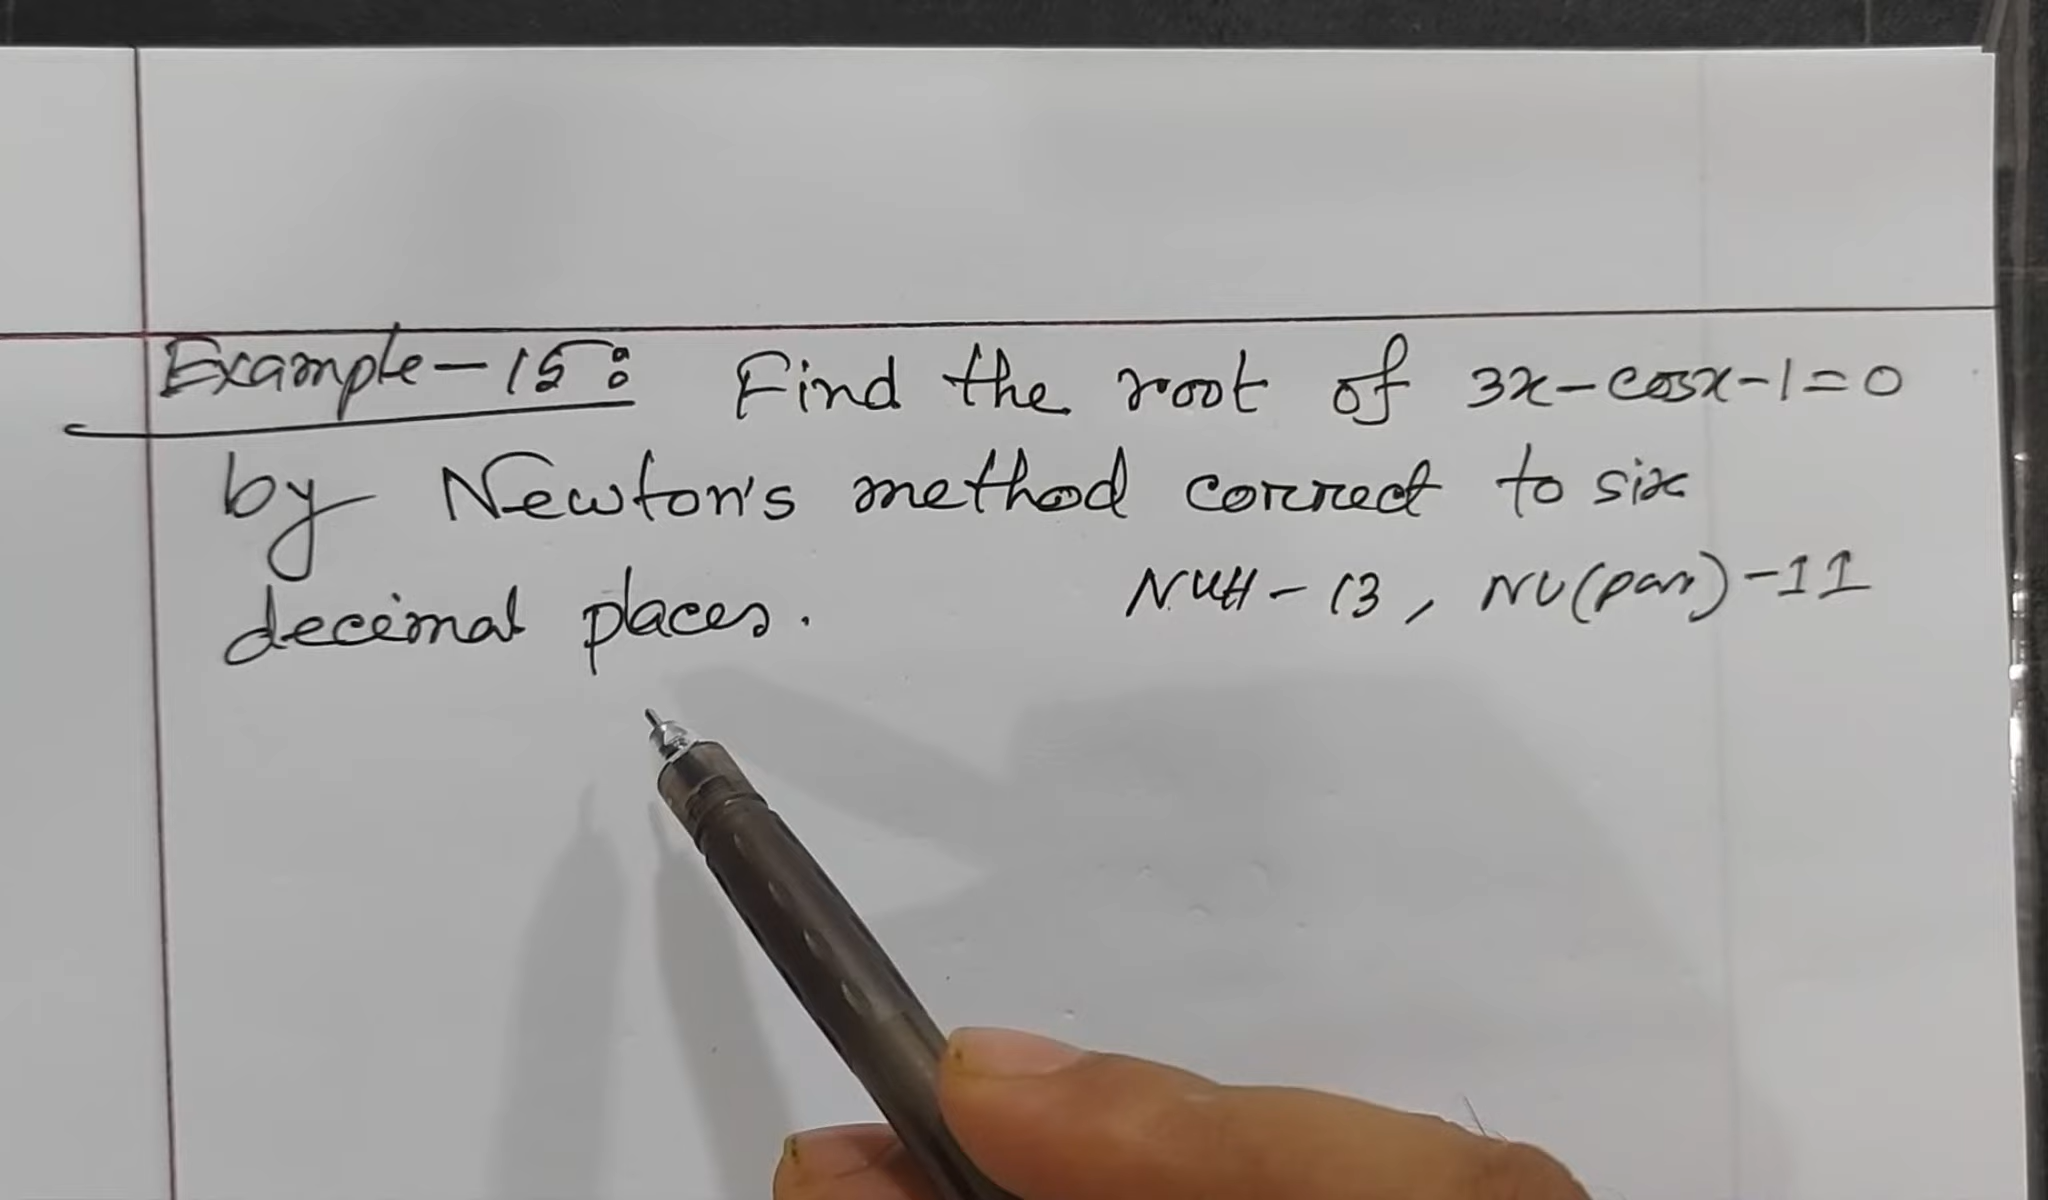 Example-15: Find the root of 3x-cosx-1=0
by Newton's method correct to six
decimal places. NUH-13, NU(pas)-11